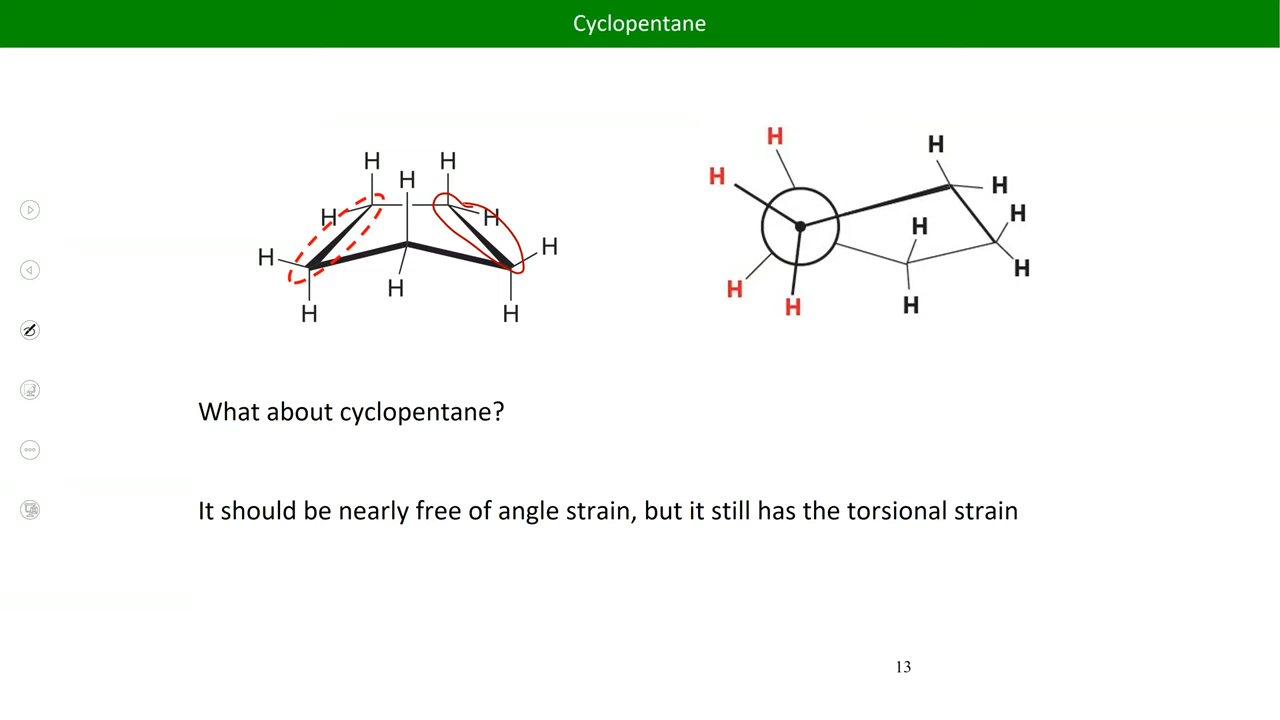 Cyclopentane
H H H H H H H H H H
H H H H H H H H H H
What about cyclopentane?
It should be nearly free of angle strain, but it still has the torsional strain
13